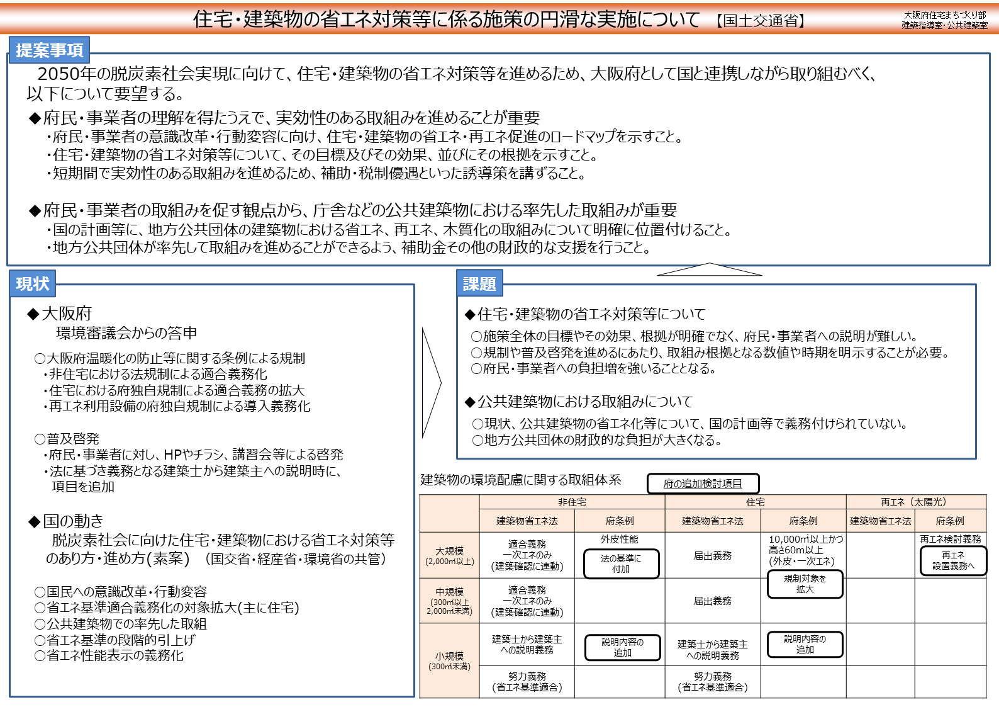 住宅・建築物の省エネ対策等に係る施策の円滑な実施について 【国土交通省】
大阪府住宅まちづくり部
建築指導室・公共建築室
提案事項
2050年の脱炭素社会実現に向けて、住宅・建築物の省エネ対策等を進めるため、大阪府として国と連携しながら取り組むべく、
以下について要望する。
◆府民・事業者の理解を得たうえで、実効性のある取組みを進めることが重要
・府民・事業者の意識改革・行動変容に向け、住宅・建築物の省エネ・再エネ促進のロードマップを示すこと。
・住宅・建築物の省エネ対策等について、その目標及びその効果、並びにその根拠を示すこと。
・短期間で実効性のある取組みを進めるため、補助・税制優遇といった誘導策を講ずること。
◆府民・事業者の取組みを促す観点から、庁舎などの公共建築物における率先した取組みが重要
・国の計画等に、地方公共団体の建築物における省エネ、再エネ、木質化の取組みについて明確に位置付けること。
・地方公共団体が率先して取組みを進めることができるよう、補助金その他の財政的な支援を行うこと。
現状
◆大阪府
環境審議会からの答申
○大阪府温暖化の防止等に関する条例による規制
・非住宅における法規制による適合義務化
・住宅における府独自規制による適合義務の拡大
・再エネ利用設備の府独自規制による導入義務化
○普及啓発
・府民・事業者に対し、HPやチラシ、講習会等による啓発
・法に基づき義務となる建築士から建築主への説明時に、
項目を追加
◆国の動き
脱炭素社会に向けた住宅・建築物における省エネ対策等
のあり方・進め方(素案) （国交省・経産省・環境省の共管）
○国民への意識改革・行動変容
○省エネ基準適合義務化の対象拡大(主に住宅)
○公共建築物での率先した取組
○省エネ基準の段階的引上げ
○省エネ性能表示の義務化
課題
◆住宅・建築物の省エネ対策等について
○施策全体の目標やその効果、根拠が明確でなく、府民・事業者への説明が難しい。
○規制や普及啓発を進めるにあたり、取組み根拠となる数値や時期を明示することが必要。
○府民・事業者への負担増を強いることとなる。
◆公共建築物における取組みについて
○現状、公共建築物の省エネ化等について、国の計画等で義務付けられていない。
○地方公共団体の財政的な負担が大きくなる。
建築物の環境配慮に関する取組体系
府の追加検討項目
非住宅 住宅 再エネ（太陽光）
建築物省エネ法 府条例 建築物省エネ法 府条例 建築物省エネ法 府条例
大規模
(2,000㎡以上)
適合義務
一次エネのみ
(建築確認に連動)
外皮性能
法の基準に
付加
届出義務
10,000㎡以上かつ
高さ60m以上
(外皮・一次エネ)
規制対象を
拡大
再エネ検討義務
再エネ
設置義務へ
中規模
(300㎡以上
2,000㎡未満)
適合義務
一次エネのみ
(建築確認に連動)
届出義務
小規模
(300㎡未満)
建築士から建築主
への説明義務
説明内容の
追加
建築士から建築主
への説明義務
説明内容の
追加
努力義務
(省エネ基準適合)
努力義務
(省エネ基準適合)